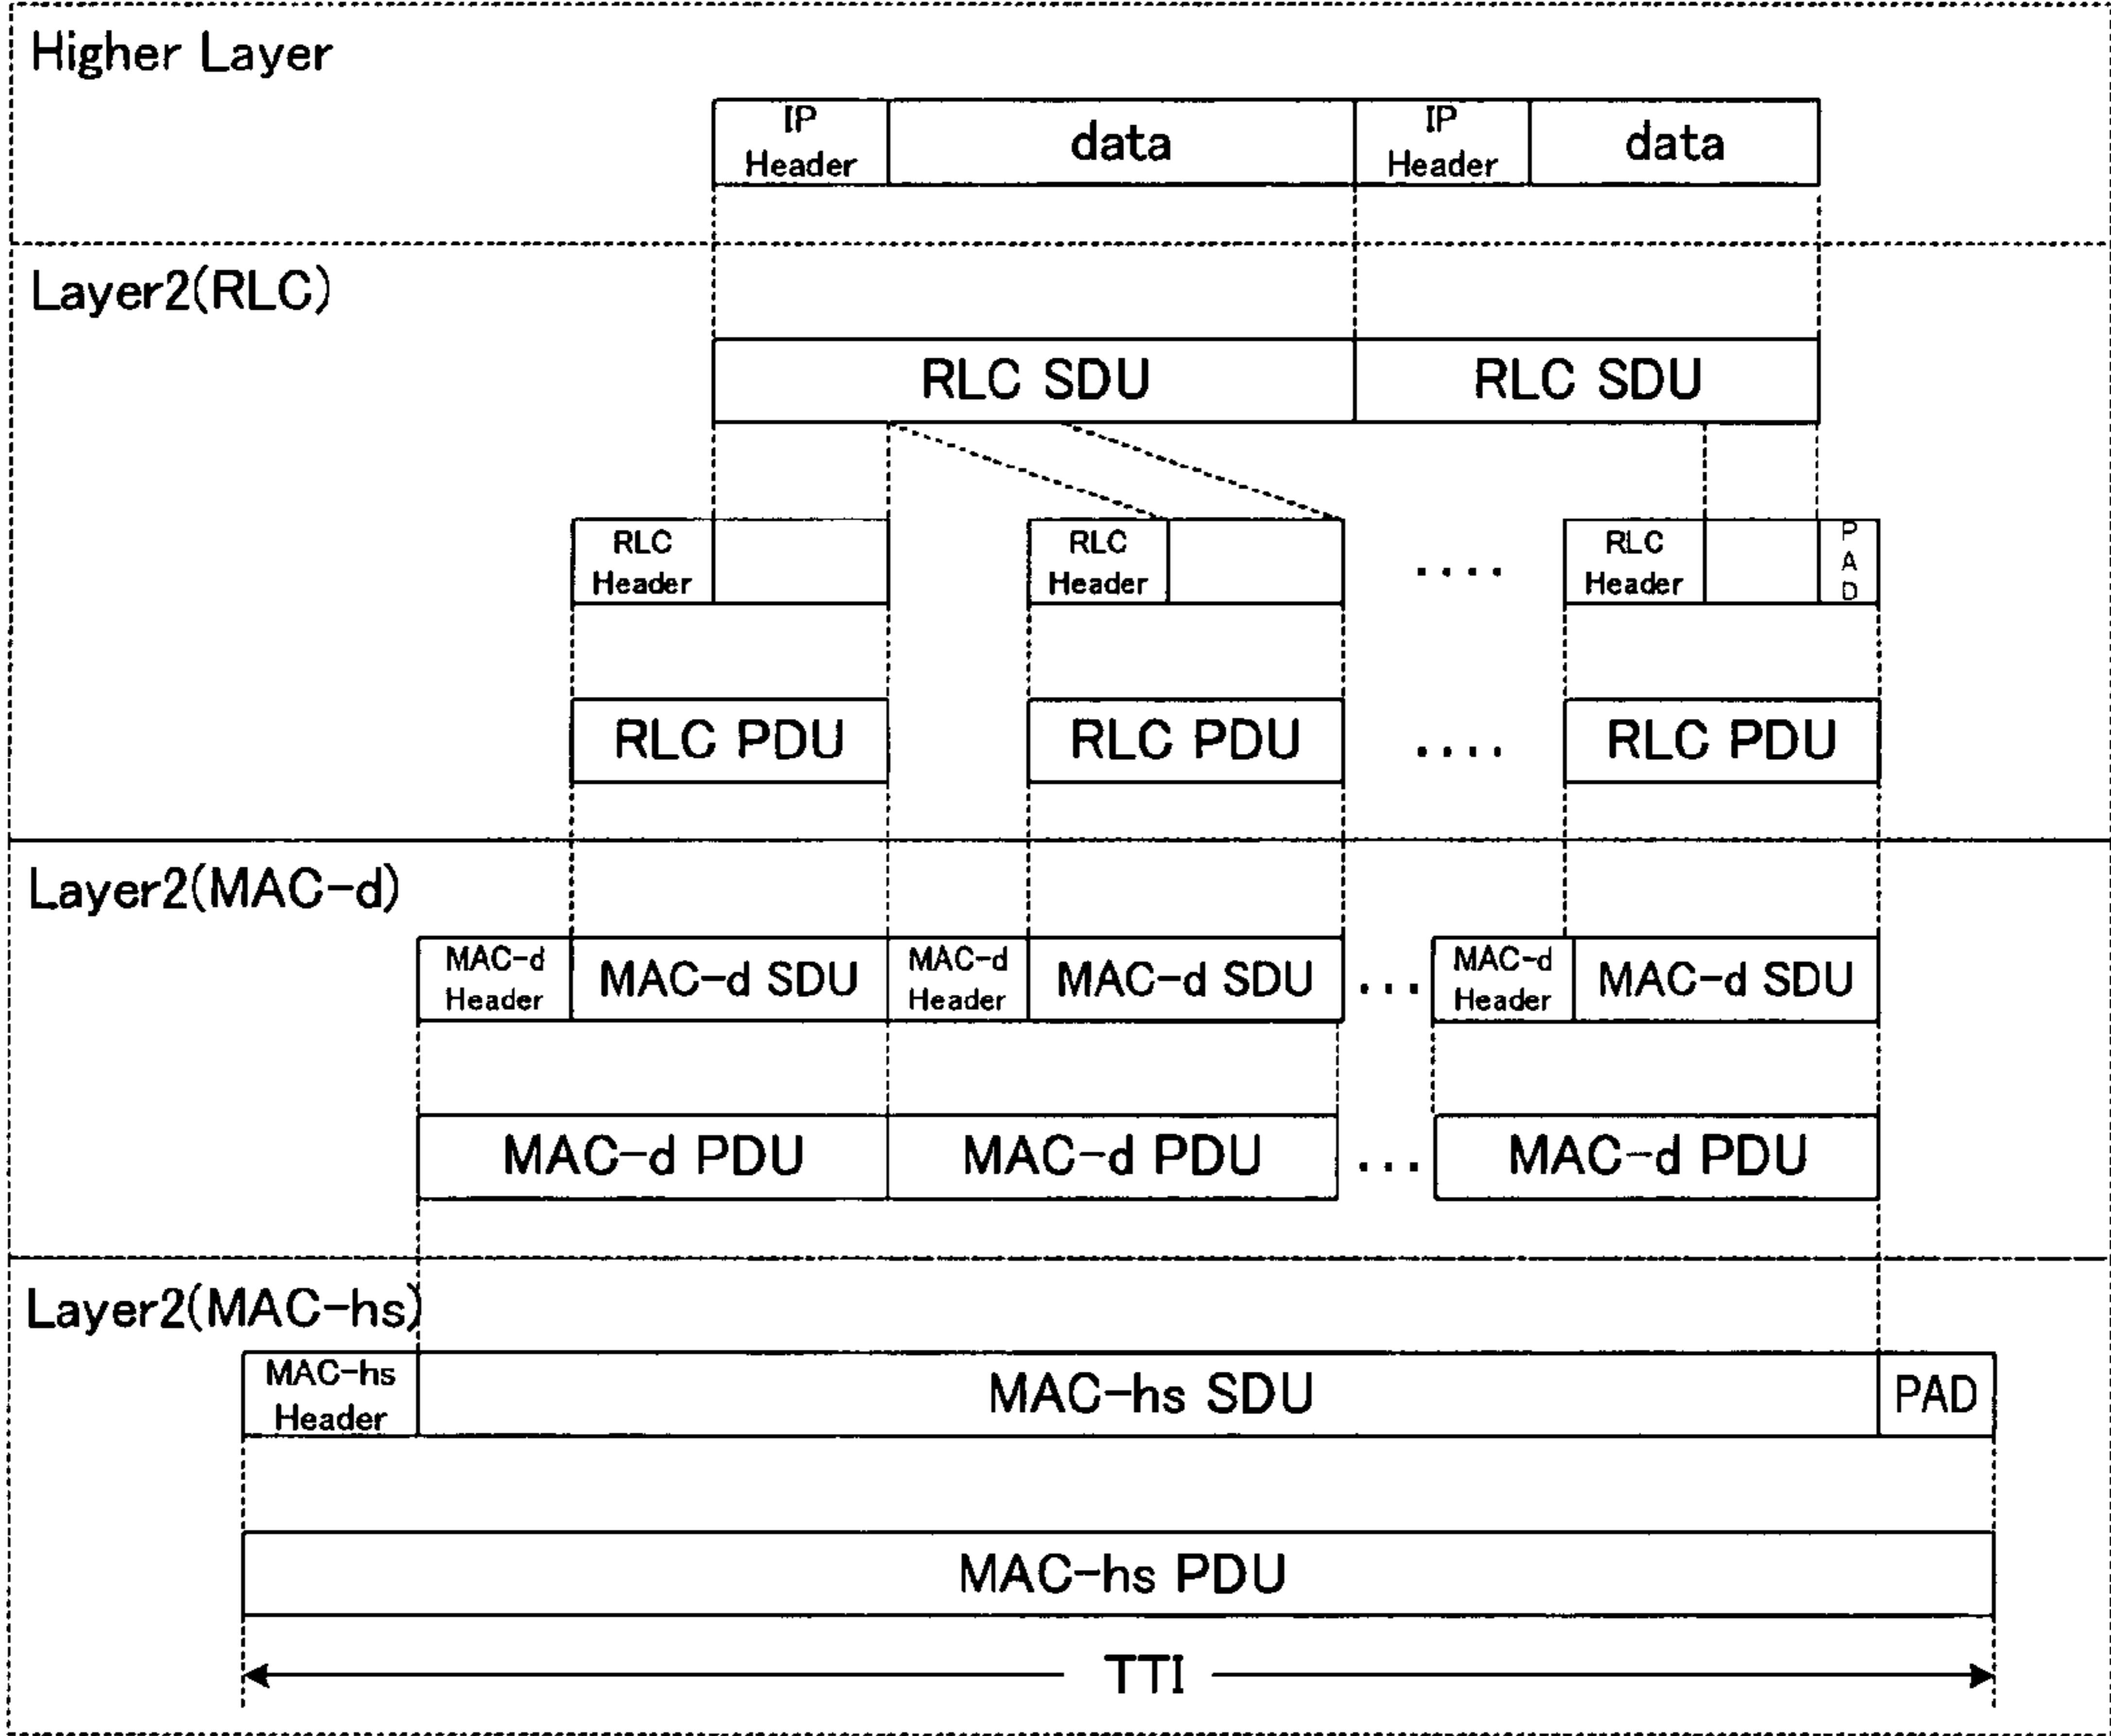 Higher Layer
IP Header data IP Header data
Layer2(RLC)
RLC SDU RLC SDU
RLC Header RLC Header .... RLC Header PAD
RLC PDU RLC PDU .... RLC PDU
Layer2(MAC-d)
MAC-d Header MAC-d SDU MAC-d Header MAC-d SDU ... MAC-d Header MAC-d SDU
MAC-d PDU MAC-d PDU ... MAC-d PDU
Layer2(MAC-hs)
MAC-hs Header MAC-hs SDU PAD
MAC-hs PDU
TTI